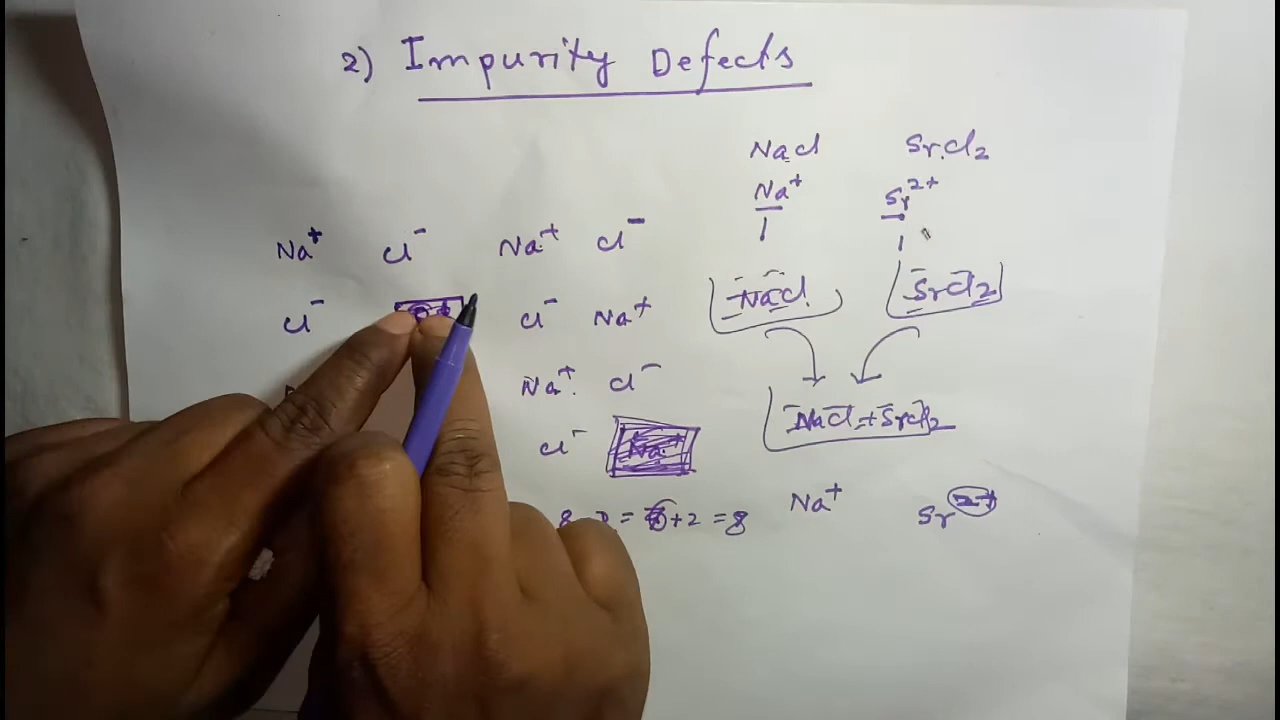 2) Impurity Defects
NaCl SrCl2
Na+ Sr2+
1 1
Na+ Cl- Na+ Cl-
NaCl SrCl2
Cl- Cl- Na+
Na+ Cl-
NaCl + SrCl2
Cl- Na+
Na+ Sr2+
8 = +2 = 8